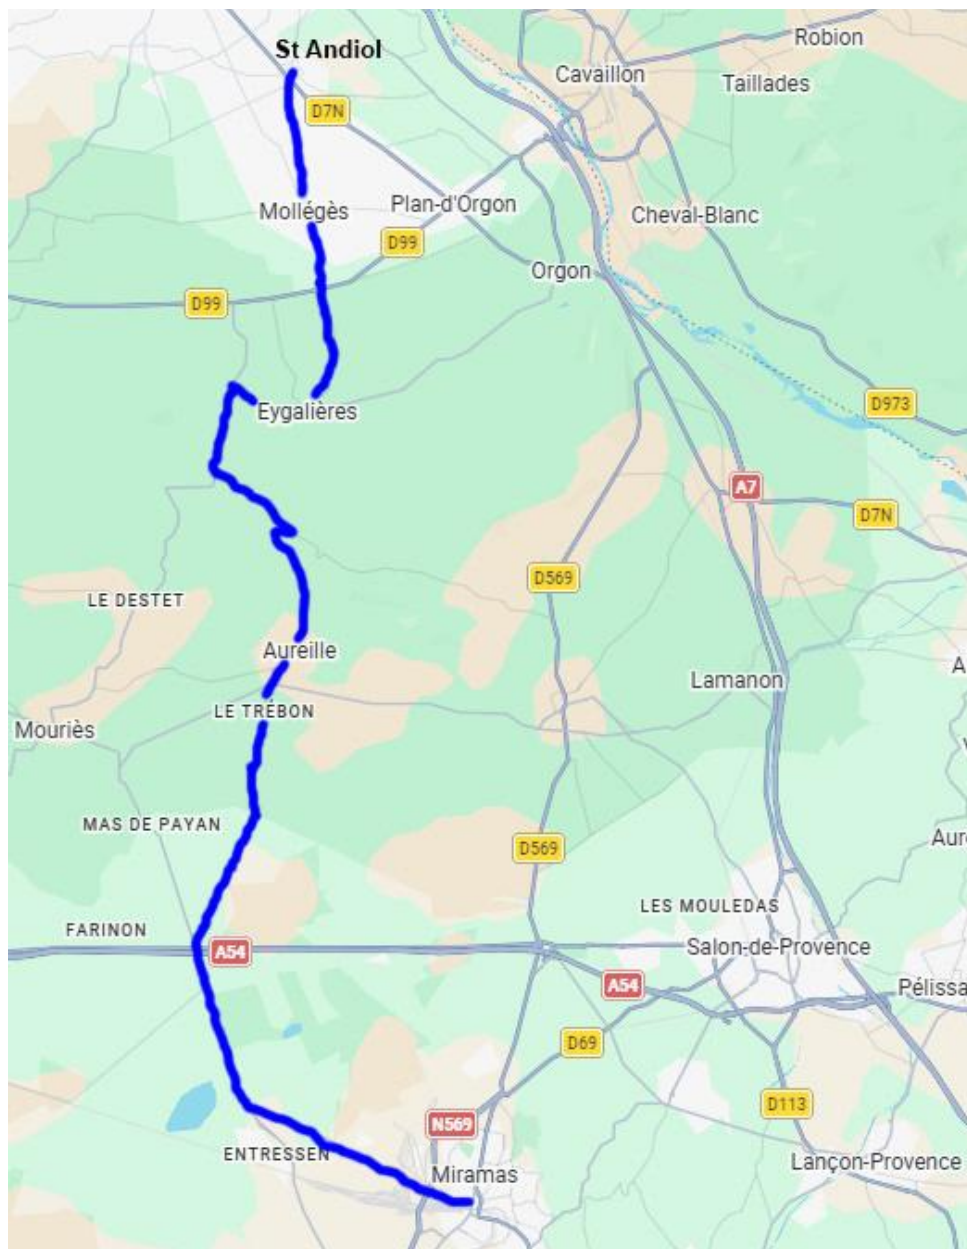 St Andiol
Robion
Cavaillon
Taillades
D7N
Mollégès
Plan-d'Orgon
Cheval-Blanc
D99
Orgon
D99
Eygalières
D973
A7
D7N
D569
LE DESTET
Aureille
A
Lamanon
LE TRÉBON
Mouriès
V
MAS DE PAYAN
Aur
D569
LES MOULEDAS
FARINON
A54
Salon-de-Provence
A54
Pélissa
D69
D113
N569
ENTRESSEN
Miramas
Lançon-Provence